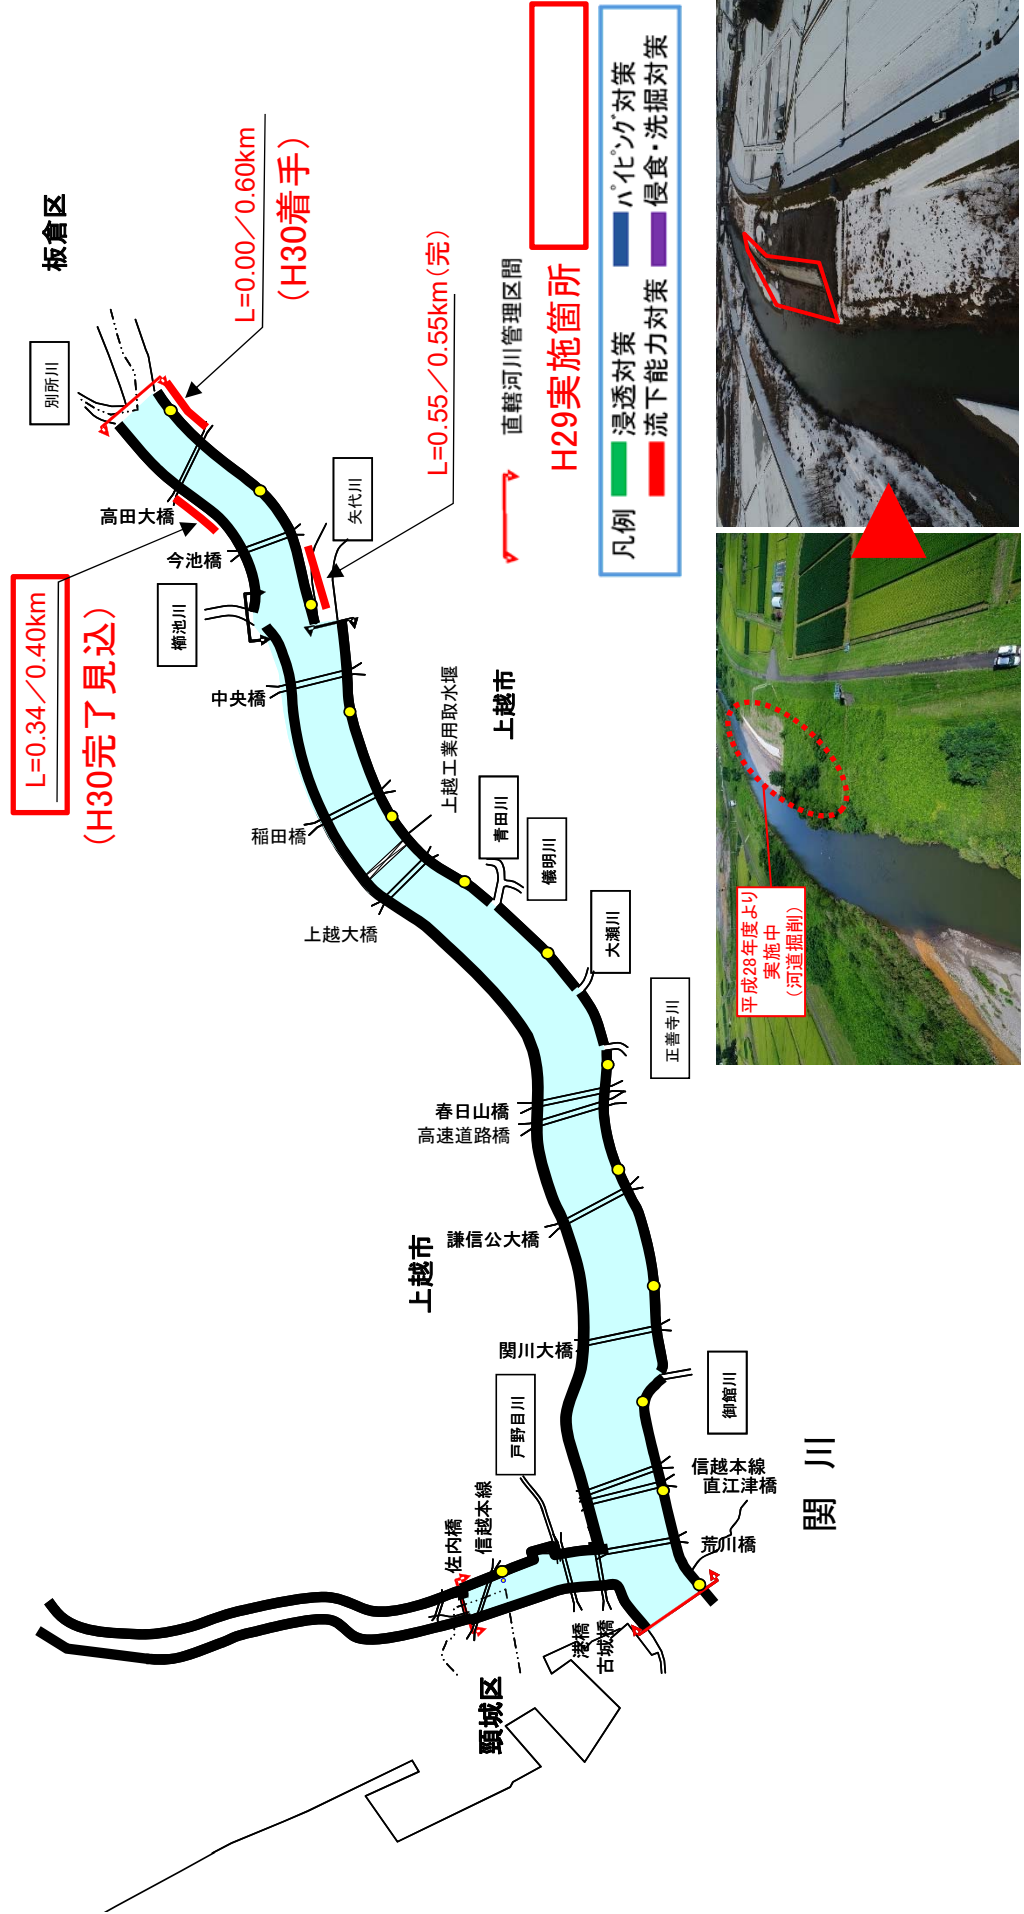 板倉区
別所川
L=0.00／0.60km
（H30着手）
L=0.34／0.40km
（H30完了見込）
L=0.55／0.55km（完）
高田大橋
今池橋
櫛池川
矢代川
中央橋
稲田橋
上越工業用取水堰
上越市
上越大橋
青田川
儀明川
大瀬川
正善寺川
春日山橋
高速道路橋
謙信公大橋
上越市
関川大橋
御館川
戸野目川
信越本線
直江津橋
荒川橋
佐内橋
信越本線
港橋
古城橋
頸城区
関川
直轄河川管理区間
H29実施箇所
凡例
浸透対策
パイピング対策
流下能力対策
侵食・洗掘対策
平成28年度より
実施中
（河道掘削）